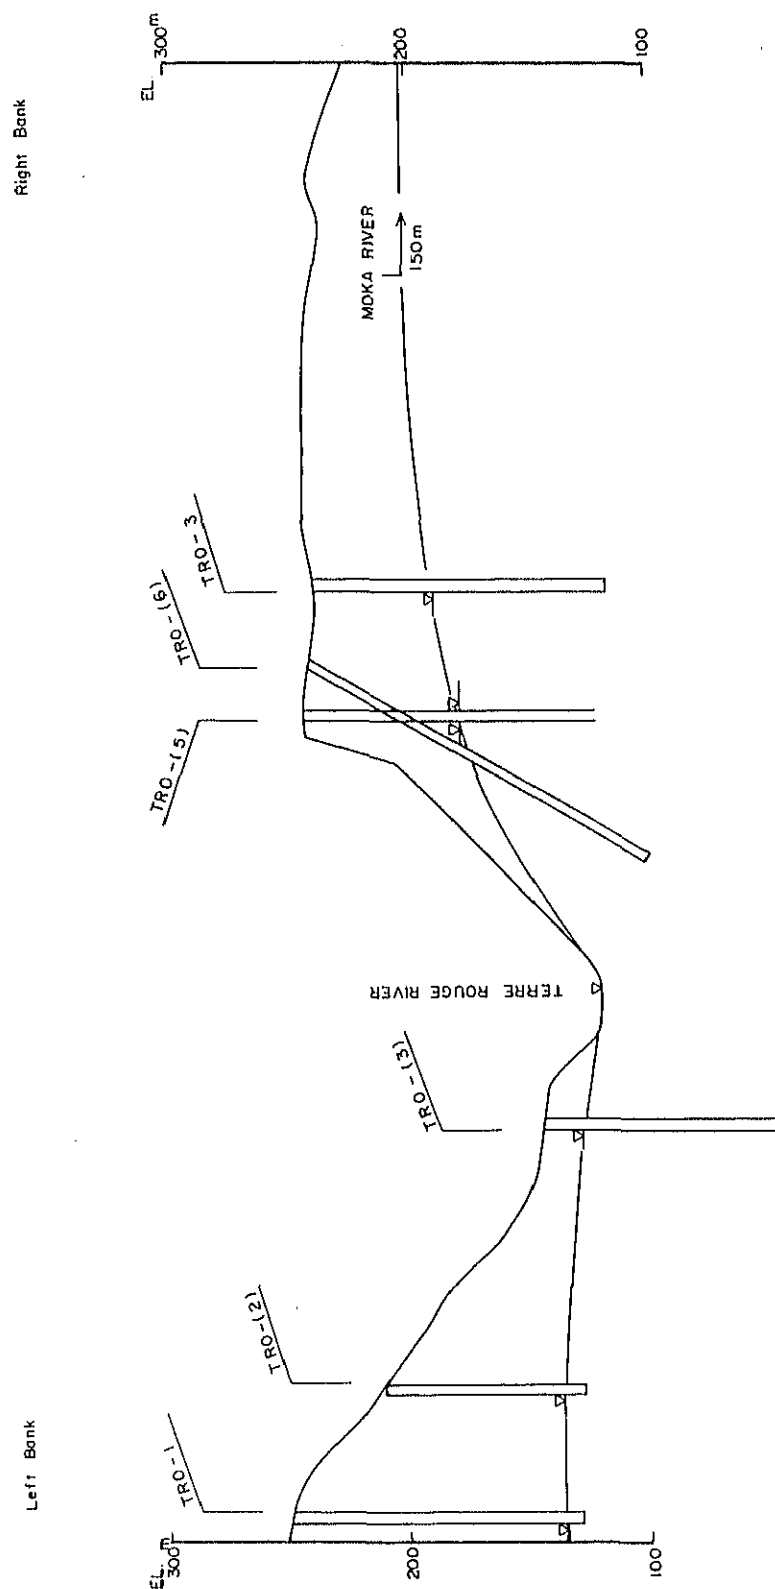 Left Bank
Right Bank
EL.
300m
200
100
TRO-1
TRO-(2)
TRO-(3)
TERRE ROUGE RIVER
TRO-(5)
TRO-(6)
TRO-3
MOKA RIVER
150m
EL.
300m
200
100